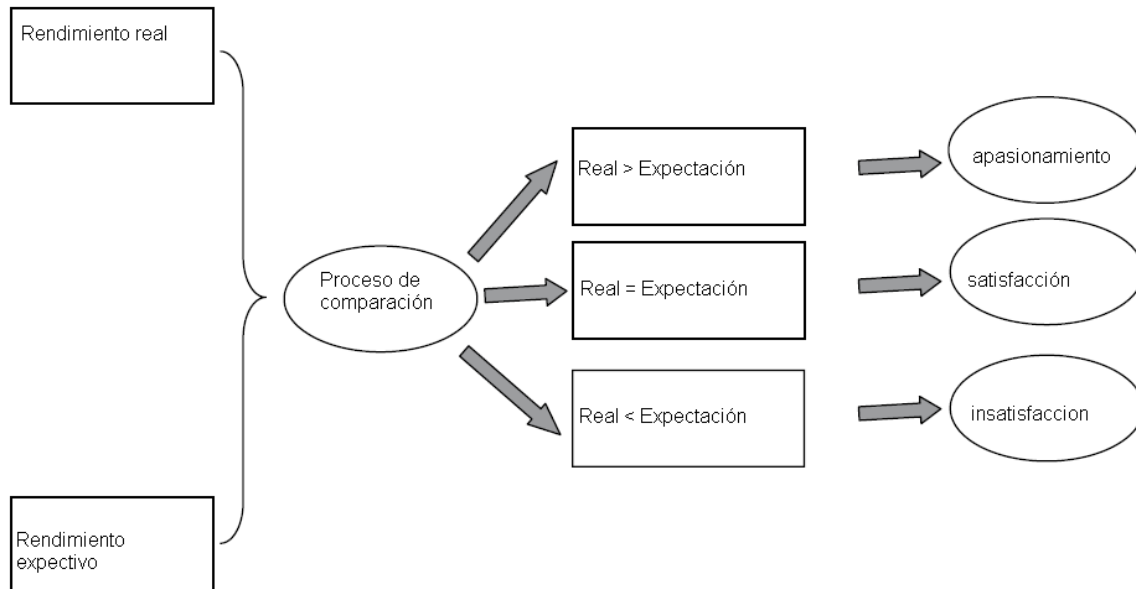 Rendimiento real
Rendimiento
expectivo
Proceso de
comparación
Real > Expectación
Real = Expectación
Real < Expectación
apasionamiento
satisfacción
insatisfaccion